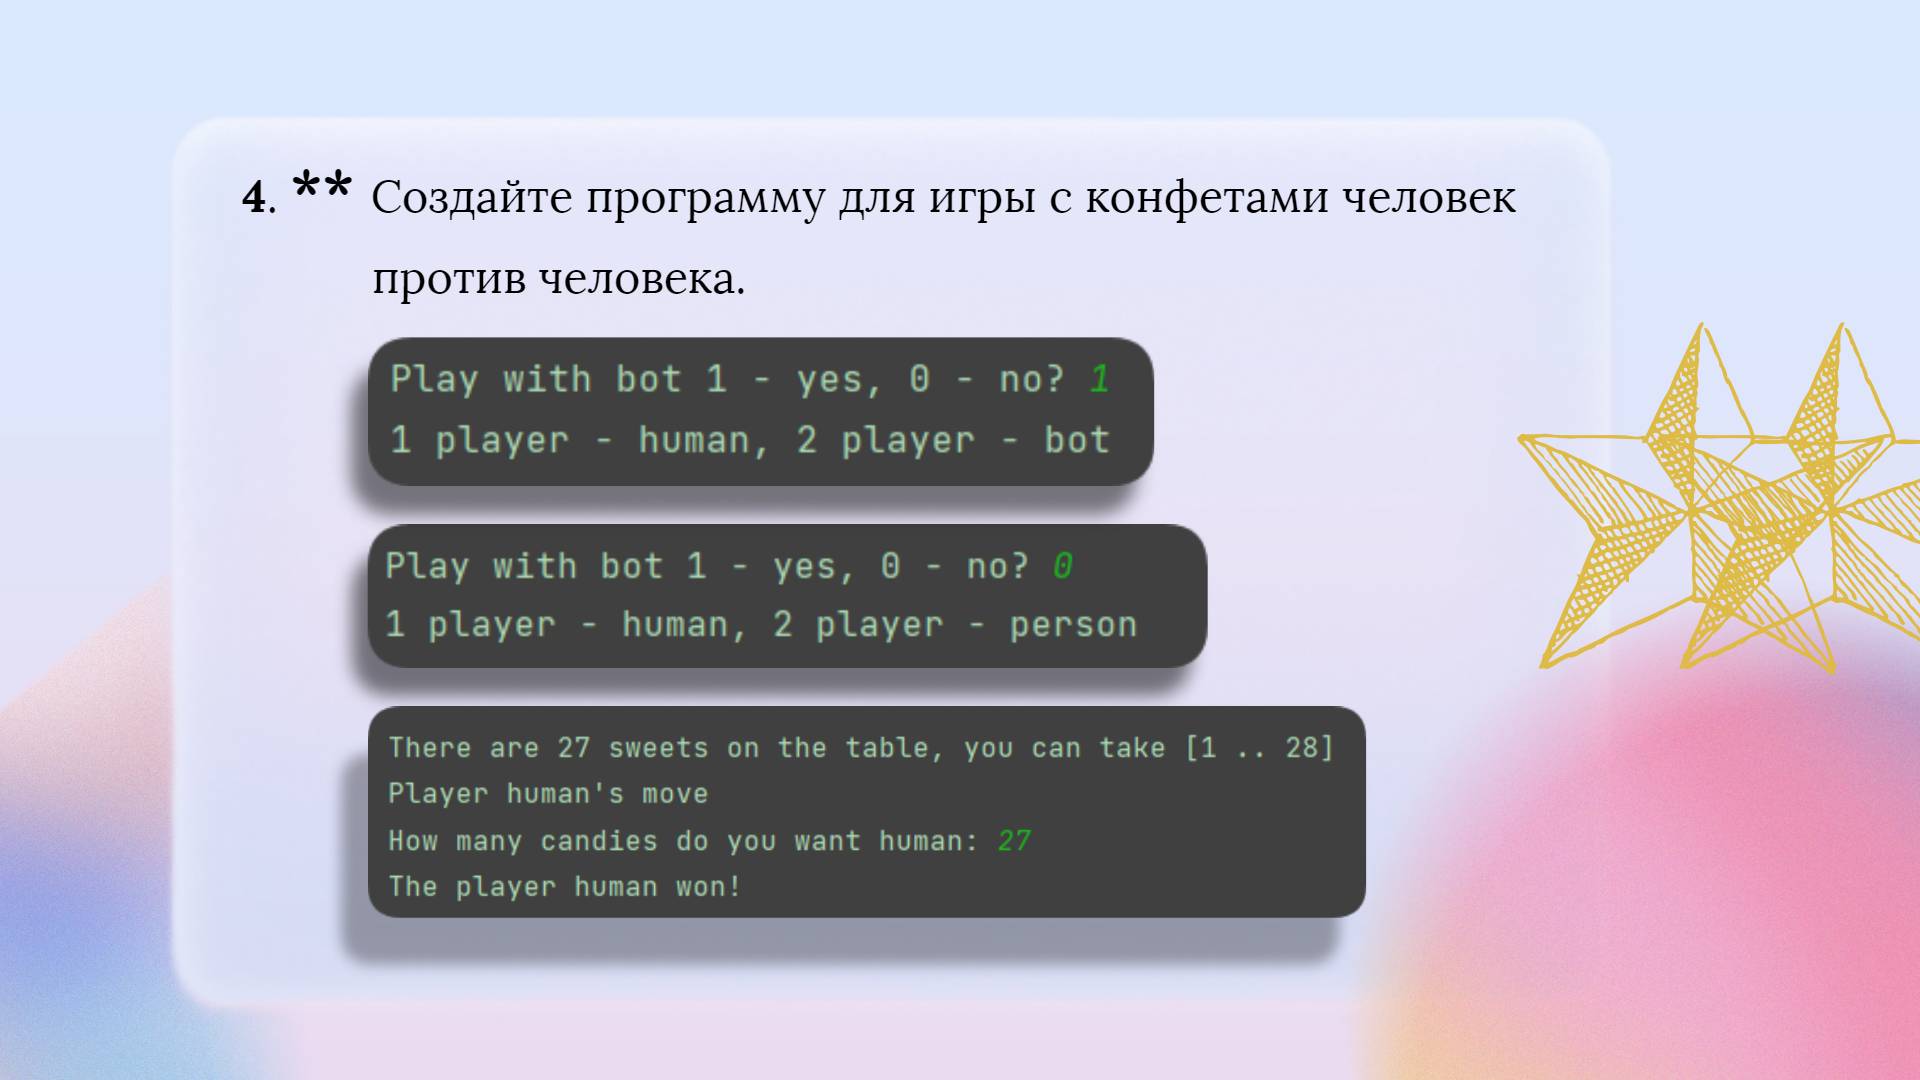 4. ** Создайте программу для игры с конфетами человек
против человека.
Play with bot 1 - yes, 0 - no? 1
1 player - human, 2 player - bot
Play with bot 1 - yes, 0 - no? 0
1 player - human, 2 player - person
There are 27 sweets on the table, you can take [1 .. 28]
Player human's move
How many candies do you want human: 27
The player human won!